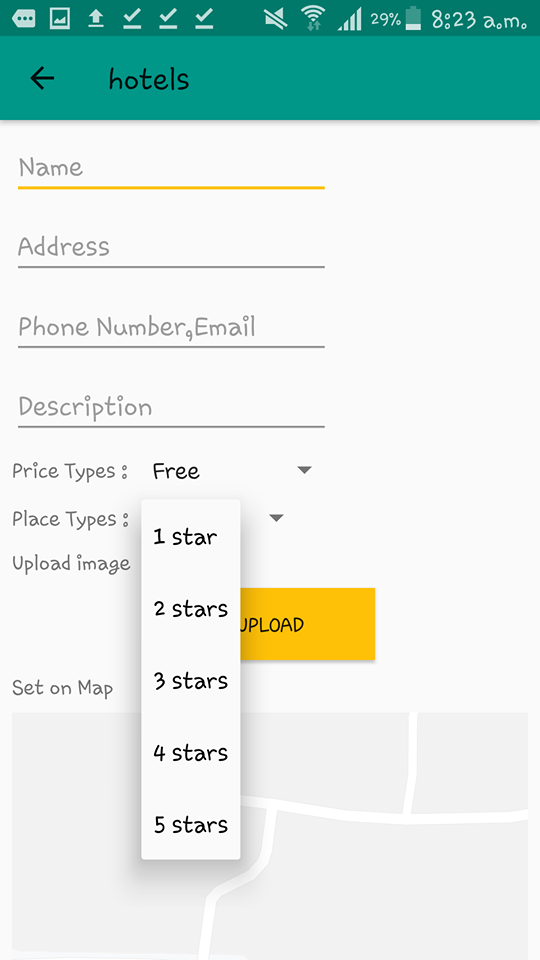 29% 8:23 a.m.
hotels
Name
Address
Phone Number,Email
Description
Price Types : Free
Place Types :
1 star
Upload image
2 stars
UPLOAD
3 stars
Set on Map
4 stars
5 stars